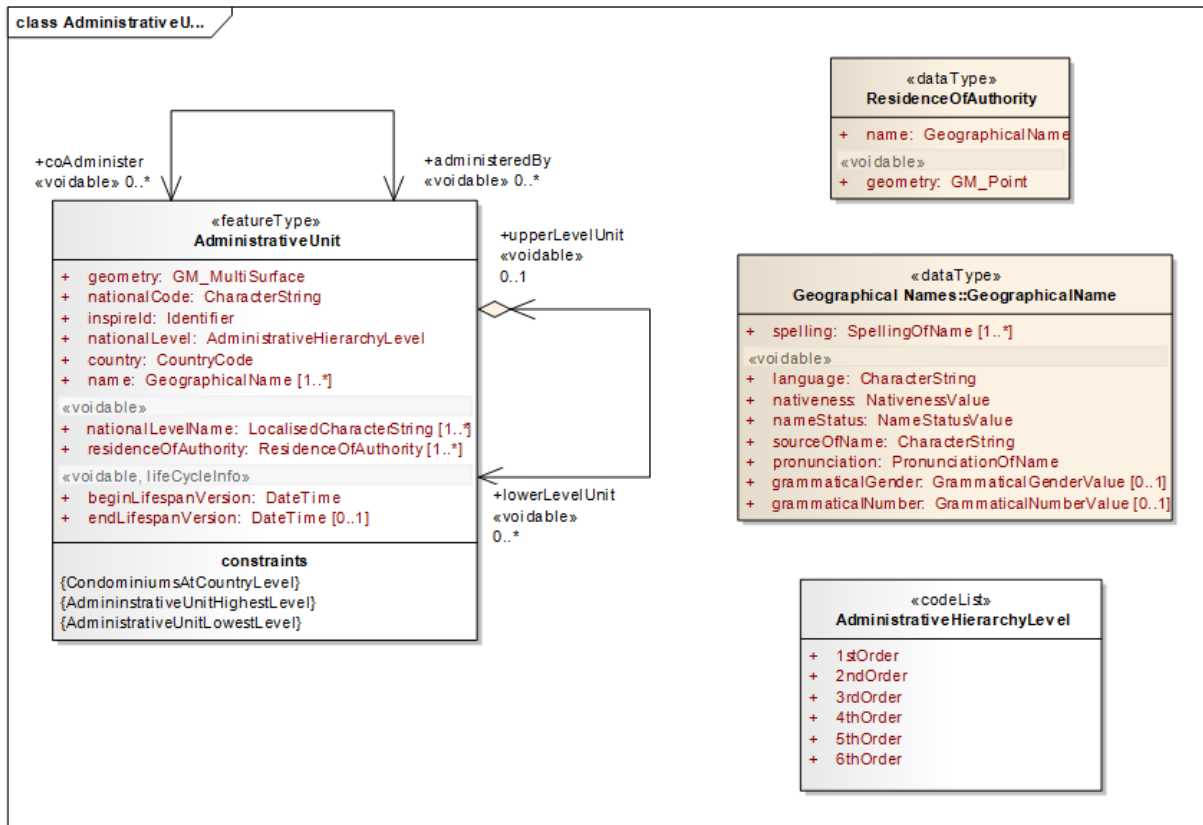 class AdministrativeU...
+coAdminister
«voidable» 0..*
+administeredBy
«voidable» 0..*
«featureType»
AdministrativeUnit
+ geometry: GM_MultiSurface
+ nationalCode: CharacterString
+ inspireId: Identifier
+ nationalLevel: AdministrativeHierarchyLevel
+ country: CountryCode
+ name: GeographicalName [1..*]
«voidable»
+ nationalLevelName: LocalisedCharacterString [1..*]
+ residenceOfAuthority: ResidenceOfAuthority [1..*]
«voidable, lifeCycleInfo»
+ beginLifespanVersion: DateTime
+ endLifespanVersion: DateTime [0..1]
constraints
{CondominiumsAtCountryLevel}
{AdmininstrativeUnitHighestLevel}
{AdministrativeUnitLowestLevel}
+upperLevelUnit
«voidable»
0..1
+lowerLevelUnit
«voidable»
0..*
«dataType»
ResidenceOfAuthority
+ name: GeographicalName
«voidable»
+ geometry: GM_Point
«dataType»
Geographical Names::GeographicalName
+ spelling: SpellingOfName [1..*]
«voidable»
+ language: CharacterString
+ nativeness: NativenessValue
+ nameStatus: NameStatusValue
+ sourceOfName: CharacterString
+ pronunciation: PronunciationOfName
+ grammaticalGender: GrammaticalGenderValue [0..1]
+ grammaticalNumber: GrammaticalNumberValue [0..1]
«codeList»
AdministrativeHierarchyLevel
+ 1stOrder
+ 2ndOrder
+ 3rdOrder
+ 4thOrder
+ 5thOrder
+ 6thOrder